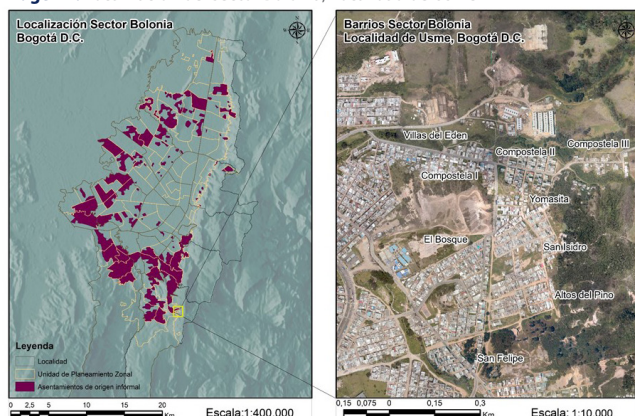 Localización Sector Bolonia
Bogotá D.C.
Leyenda
Localidad
Unidad de Planeamiento Zonal
Asentamientos de origen informal
0 2,5 5 10 15 20
Km
Escala:1:400.000
Barrios Sector Bolonia
Localidad de Usme, Bogotá D.C.
Villas del Eden
Compostela II
Compostela III
Compostela I
Yomasita
El Bosque
San Isidro
Altos del Pino
San Felipe
0,15 0,075 0 0,15 0,3
Km
Escala: 1:10.000